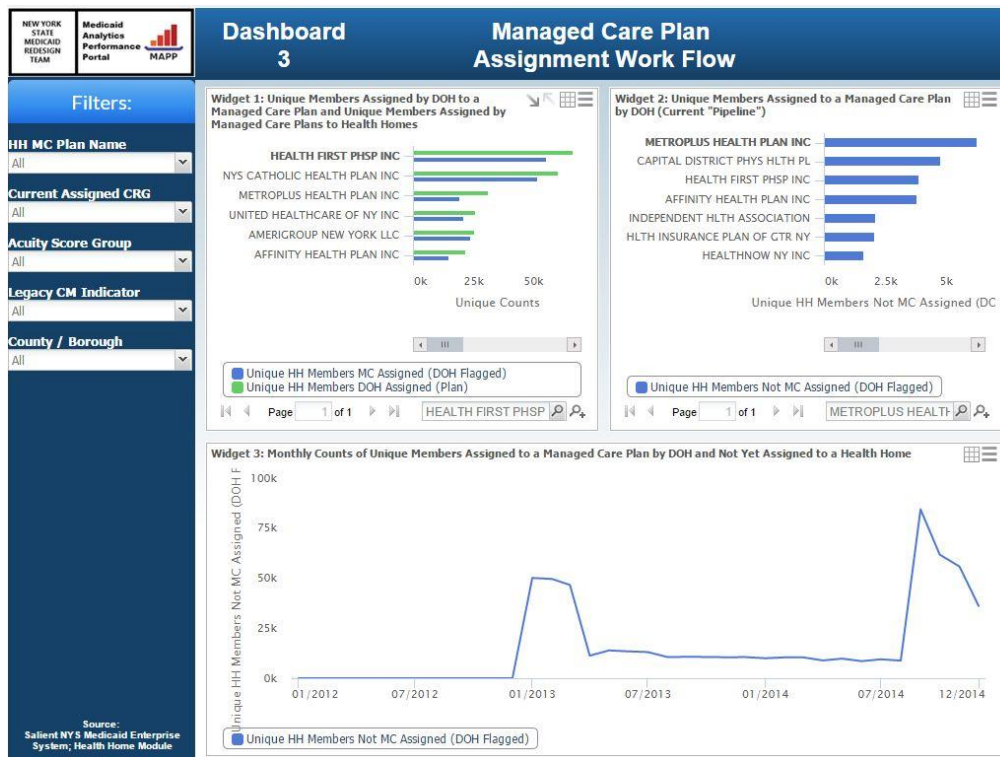 NEW YORK
STATE
MEDICAID
REDESIGN
TEAM
Medicaid
Analytics
Performance
Portal
MAPP
Dashboard
3
Managed Care Plan
Assignment Work Flow
Filters:
HH MC Plan Name
All
Current Assigned CRG
All
Acuity Score Group
All
Legacy CM Indicator
All
County / Borough
All
Source:
Salient NYS Medicaid Enterprise
System; Health Home Module
Widget 1: Unique Members Assigned by DOH to a
Managed Care Plan and Unique Members Assigned by
Managed Care Plans to Health Homes
HEALTH FIRST PHSP INC
NYS CATHOLIC HEALTH PLAN INC
METROPLUS HEALTH PLAN INC
UNITED HEALTHCARE OF NY INC
AMERIGROUP NEW YORK LLC
AFFINITY HEALTH PLAN INC
0k 25k 50k
Unique Counts
Unique HH Members MC Assigned (DOH Flagged)
Unique HH Members DOH Assigned (Plan)
Page 1 of 1 HEALTH FIRST PHSP
Widget 2: Unique Members Assigned to a Managed Care Plan
by DOH (Current "Pipeline")
METROPLUS HEALTH PLAN INC
CAPITAL DISTRICT PHYS HLTH PL
HEALTH FIRST PHSP INC
AFFINITY HEALTH PLAN INC
INDEPENDENT HLTH ASSOCIATION
HLTH INSURANCE PLAN OF GTR NY
HEALTHNOW NY INC
0k 2.5k 5k
Unique HH Members Not MC Assigned (DC
Unique HH Members Not MC Assigned (DOH Flagged)
Page 1 of 1 METROPLUS HEALTH
Widget 3: Monthly Counts of Unique Members Assigned to a Managed Care Plan by DOH and Not Yet Assigned to a Health Home
Unique HH Members Not MC Assigned (DOH F
100k
75k
50k
25k
0k
01/2012 07/2012 01/2013 07/2013 01/2014 07/2014 12/2014
Unique HH Members Not MC Assigned (DOH Flagged)